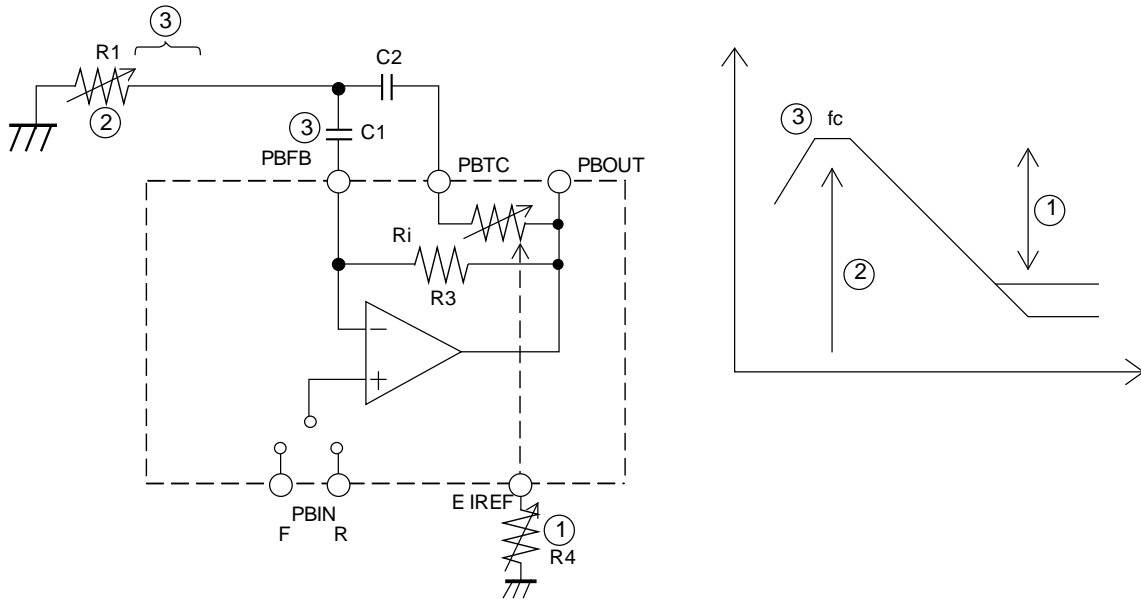 ③
R1
②
C2
③ C1
PBFB
PBTC
PBOUT
Ri
R3
−
+
PBIN
F R
E IREF
①
R4
③ fc
①
②